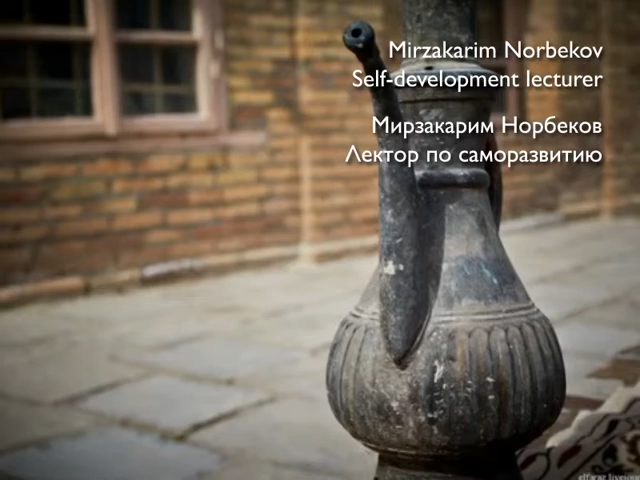 Mirzakarim Norbekov
Self-development lecturer
Мирзакарим Норбеков
Лектор по саморазвитию